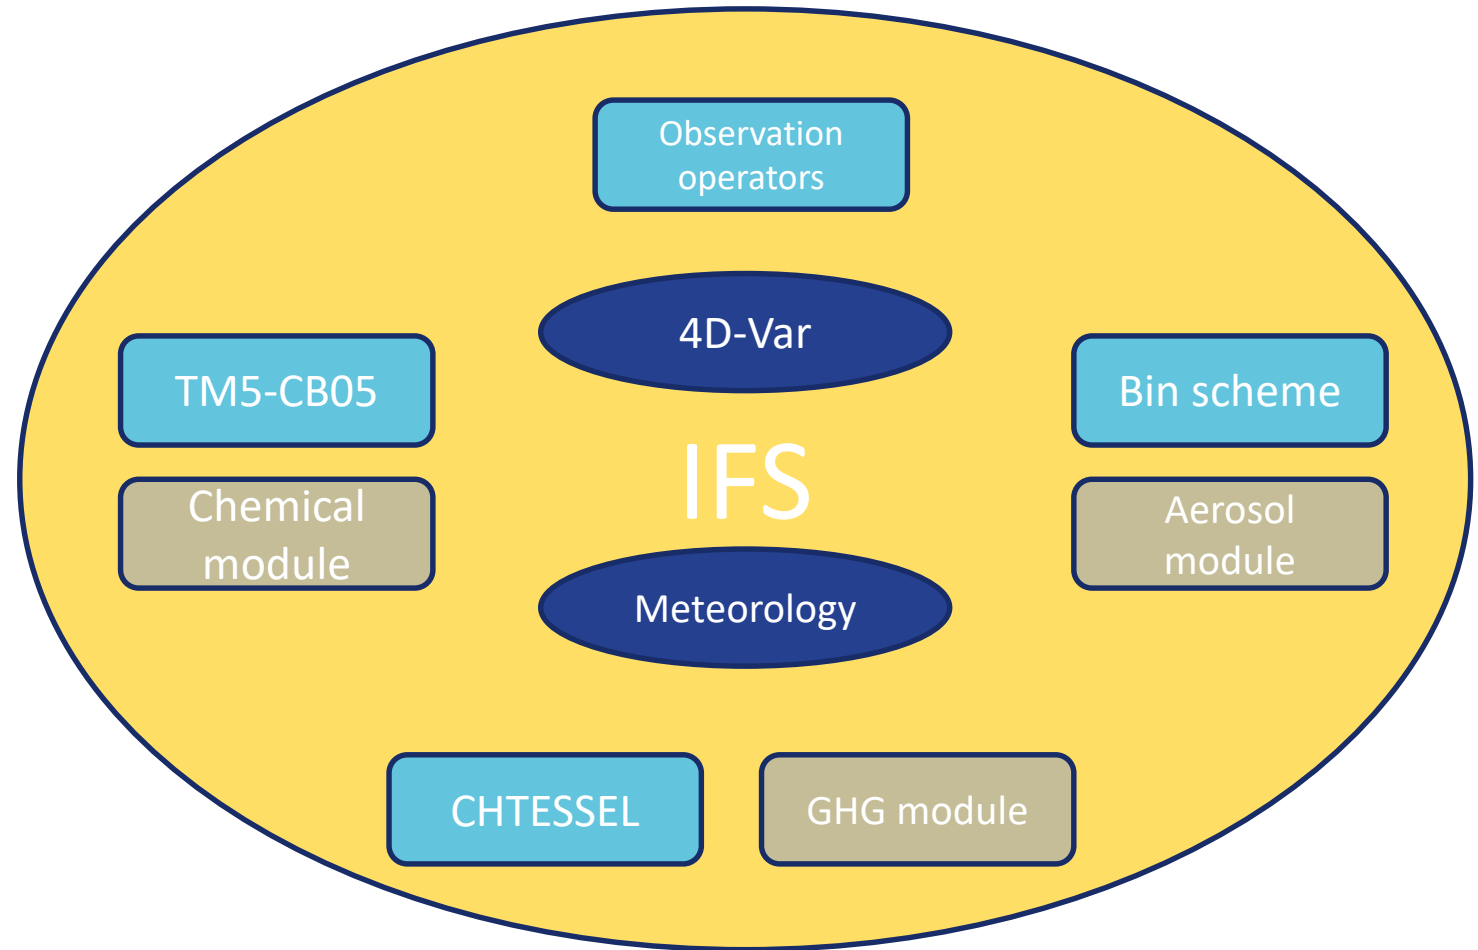 Observation
operators
4D-Var
TM5-CB05
Bin scheme
IFS
Chemical
module
Aerosol
module
Meteorology
CHTESSEL
GHG module